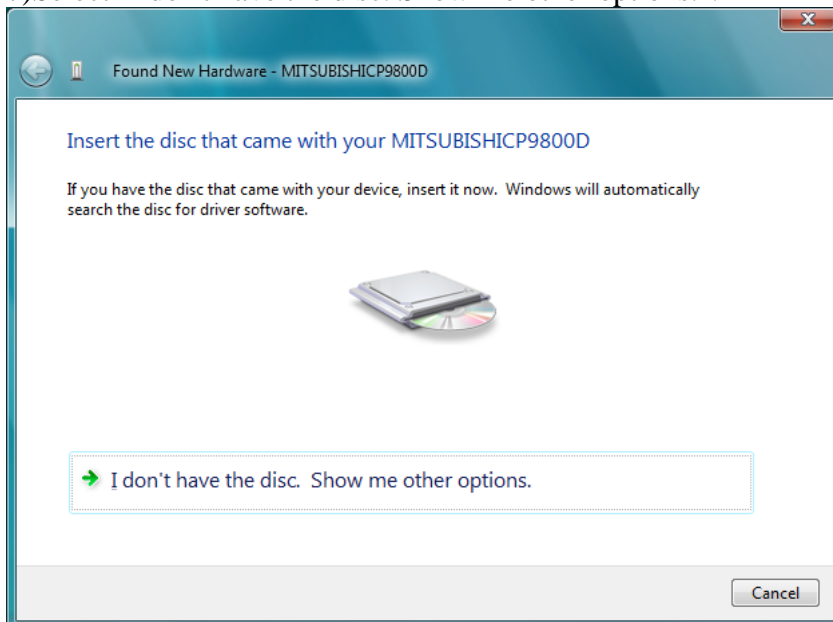 Found New Hardware - MITSUBISHICP9800D
Insert the disc that came with your MITSUBISHICP9800D
If you have the disc that came with your device, insert it now. Windows will automatically
search the disc for driver software.
I don't have the disc. Show me other options.
Cancel